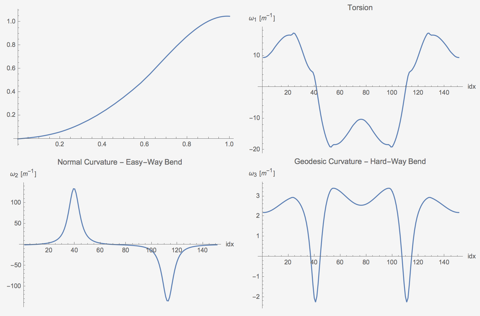 1.0
0.8
0.6
0.4
0.2
0.2 0.4 0.6 0.8 1.0
Torsion
ω₁ [m⁻¹]
10
20 40 60 80 100 120 140 idx
−10
−20
Normal Curvature – Easy–Way Bend
ω₂ [m⁻¹]
100
50
20 40 60 80 100 120 140 idx
−50
−100
Geodesic Curvature – Hard–Way Bend
ω₃ [m⁻¹]
3
2
1
20 40 60 80 100 120 140 idx
−1
−2